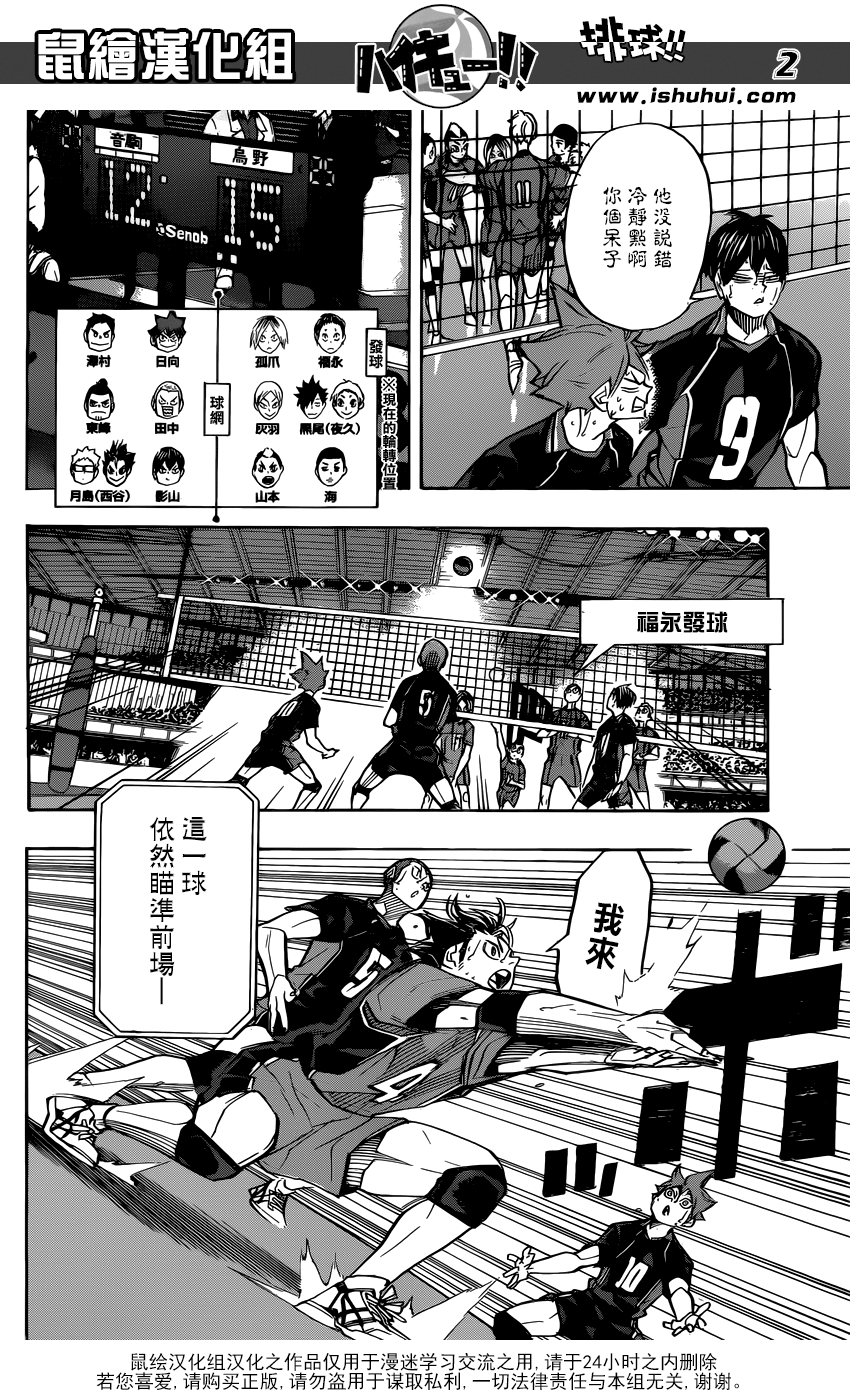 鼠繪漢化組
ハイキュー!!
排球!!
2
www.ishuhui.com
他沒說錯
冷靜點啊
你個呆子
11
9
音駒
烏野
12
15
Senoh
發球
澤村
日向
孤爪
福永
球網
東峰
田中
灰羽
黑尾(夜久)
月島(西谷)
影山
山本
海
※現在的輪轉位置
福永發球
5
這一球
依然瞄準前場—
我來
5
4
10
鼠绘汉化组汉化之作品仅用于漫迷学习交流之用, 请于24小时之内删除
若您喜爱, 请购买正版, 请勿盗用于谋取私利, 一切法律责任与本组无关, 谢谢。